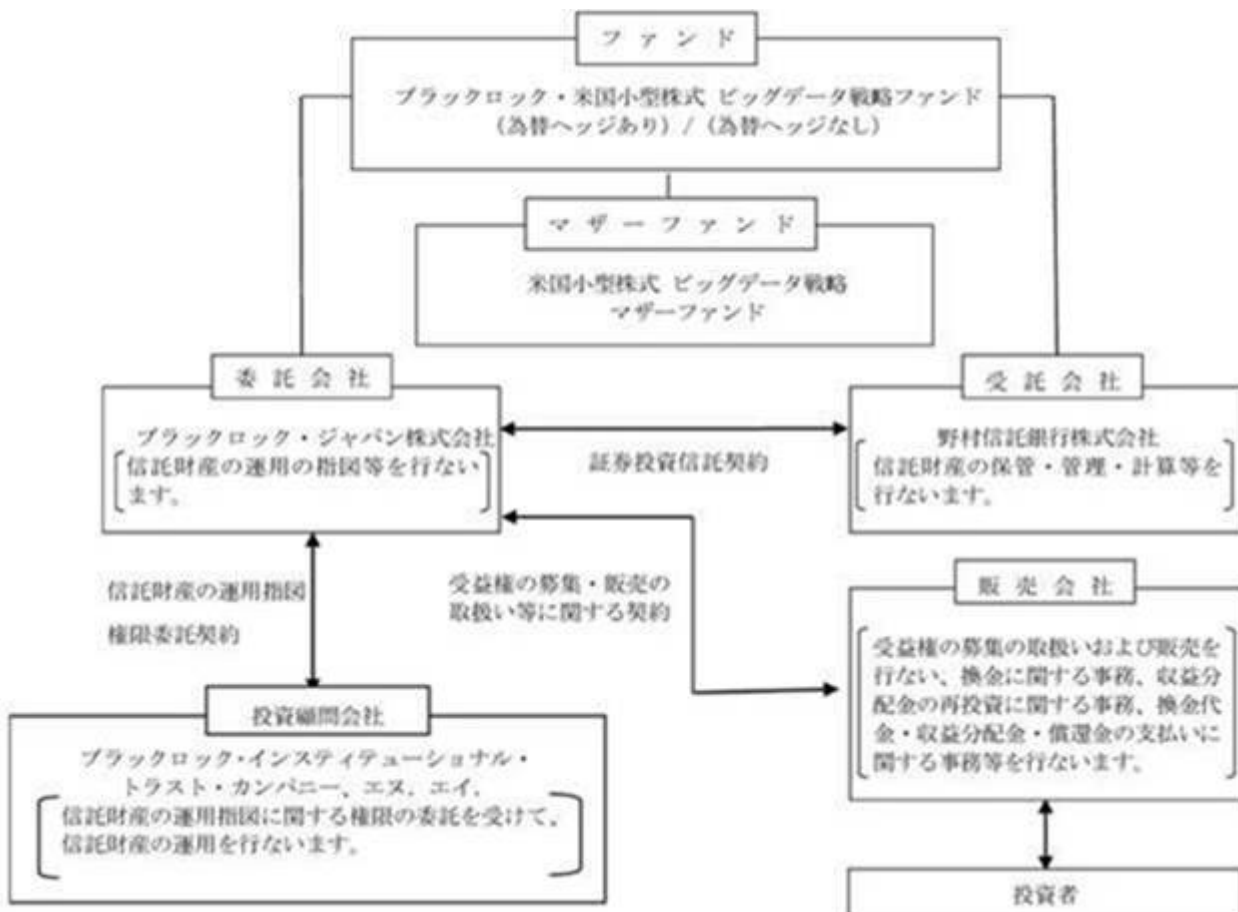 ファンド
ブラックロック・米国小型株式 ビッグデータ戦略ファンド
(為替ヘッジあり) / (為替ヘッジなし)
マザーファンド
米国小型株式 ビッグデータ戦略
マザーファンド
委託会社
ブラックロック・ジャパン株式会社
信託財産の運用の指図等を行ない
ます。
証券投資信託契約
受託会社
野村信託銀行株式会社
信託財産の保管・管理・計算等を
行ないます。
信託財産の運用指図
権限委託契約
受益権の募集・販売の
取扱い等に関する契約
販売会社
受益権の募集の取扱いおよび販売を
行ない、換金に関する事務、収益分
配金の再投資に関する事務、換金代
金・収益分配金・償還金の支払いに
関する事務等を行ないます。
投資顧問会社
ブラックロック・インスティテューショナル・
トラスト・カンパニー、エヌ．エイ．
信託財産の運用指図に関する権限の委託を受けて、
信託財産の運用を行ないます。
投資者